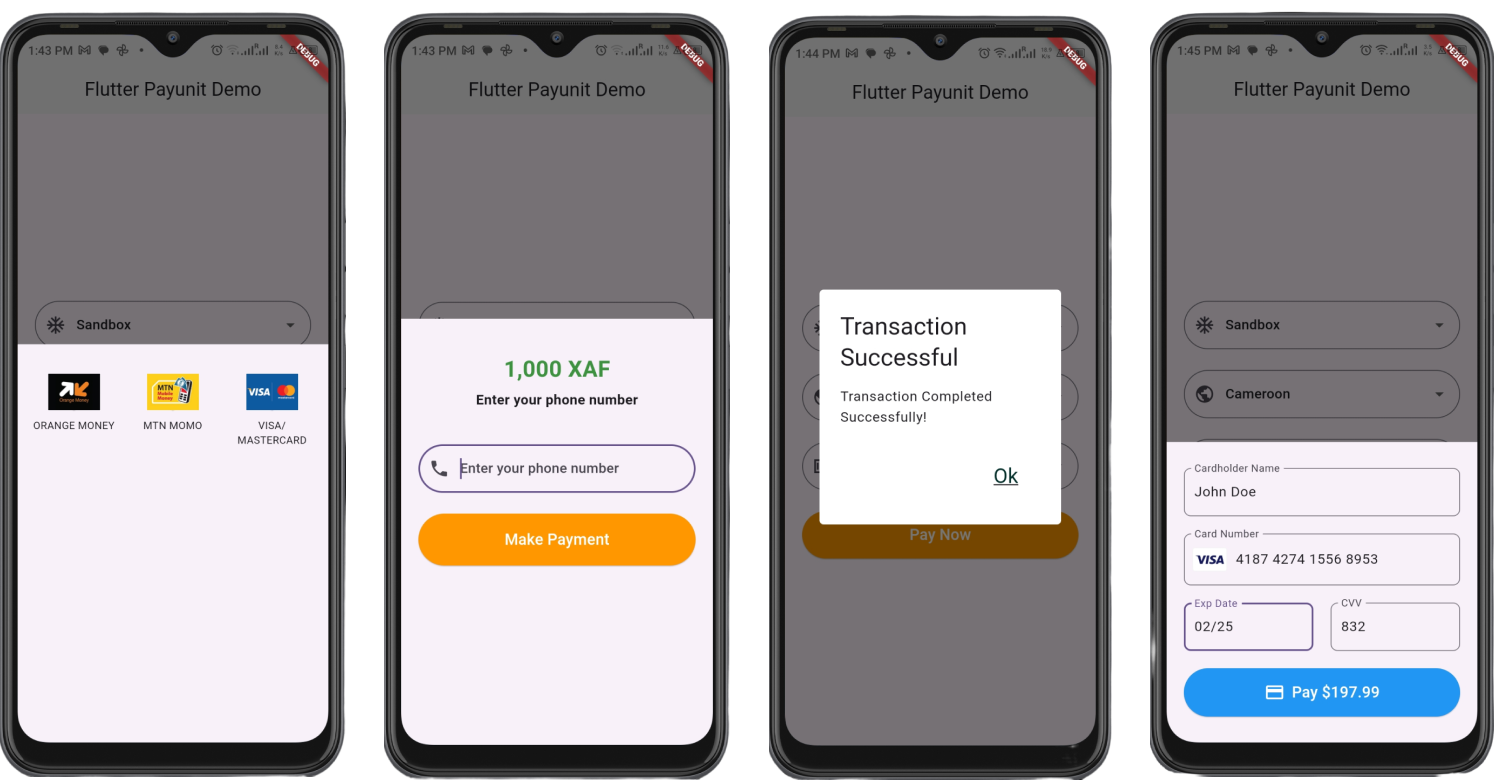 1:43 PM
DEBUG
Flutter Payunit Demo
Sandbox
MTN
Mobile
Money
VISA
Orange Money
ORANGE MONEY
MTN MOMO
VISA/
MASTERCARD
1:43 PM
DEBUG
Flutter Payunit Demo
1,000 XAF
Enter your phone number
Enter your phone number
Make Payment
1:44 PM
DEBUG
Flutter Payunit Demo
Transaction
Successful
Transaction Completed
Successfully!
Ok
Pay Now
1:45 PM
DEBUG
Flutter Payunit Demo
Sandbox
Cameroon
Cardholder Name
John Doe
Card Number
VISA 4187 4274 1556 8953
Exp Date
02/25
CVV
832
Pay $197.99